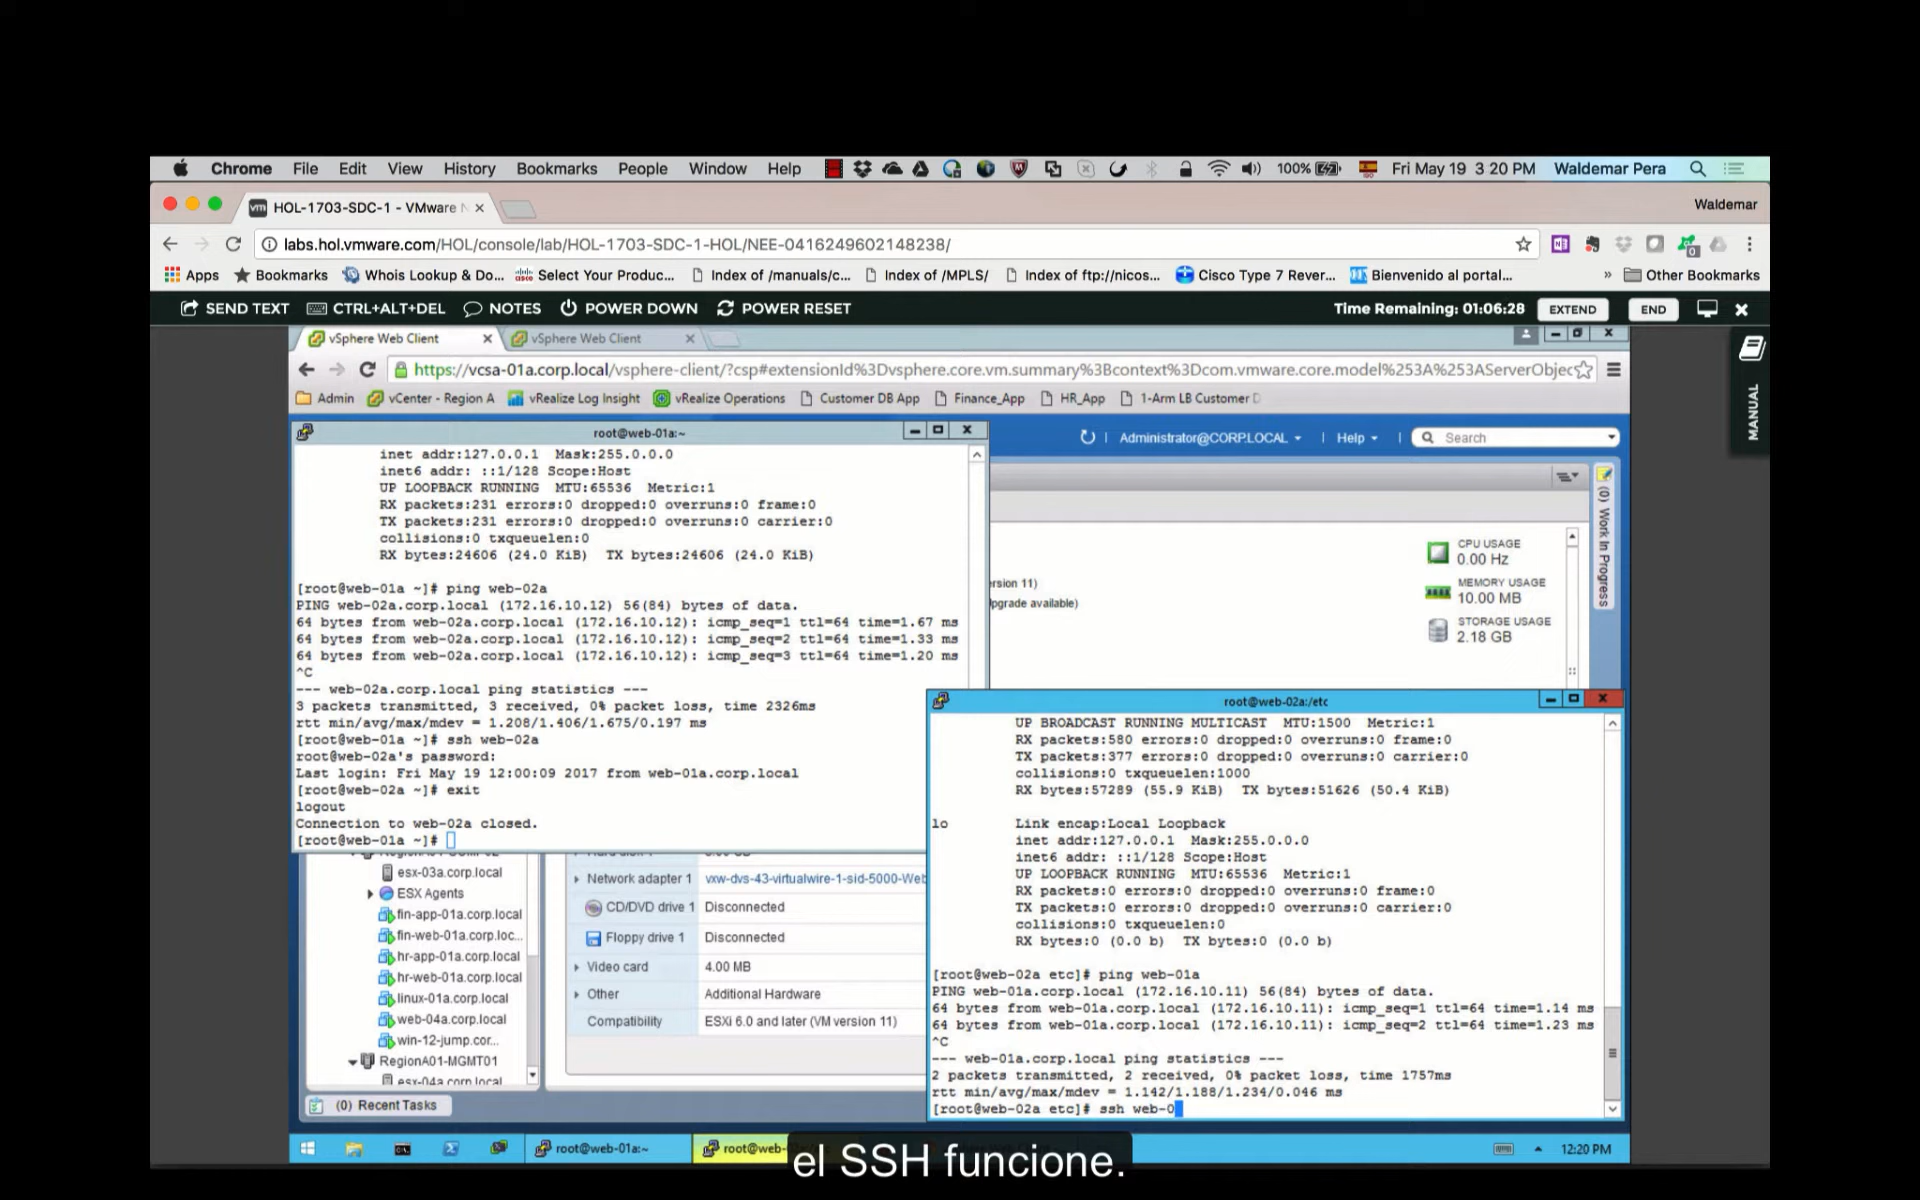 Chrome File Edit View History Bookmarks People Window Help 100% Fri May 19 3:20 PM Waldemar Pera
HOL-1703-SDC-1 - VMware Waldemar
labs.hol.vmware.com/HOL/console/lab/HOL-1703-SDC-1-HOL/NEE-0416249602148238/
Apps Bookmarks Whois Lookup & Do... Select Your Produc... Index of /manuals/c... Index of /MPLS/ Index of ftp://nicos... Cisco Type 7 Rever... Bienvenido al portal... » Other Bookmarks
SEND TEXT CTRL+ALT+DEL NOTES POWER DOWN POWER RESET Time Remaining: 01:06:28 EXTEND END
vSphere Web Client vSphere Web Client
https://vcsa-01a.corp.local/vsphere-client/?csp#extensionId%3Dvsphere.core.vm.summary%3Bcontext%3Dcom.vmware.core.model%253A%253AServerObjec
Admin vCenter - Region A vRealize Log Insight vRealize Operations Customer DB App Finance_App HR_App 1-Arm LB Customer
MANUAL
root@web-01a:~
Administrator@CORP.LOCAL Help Search
inet addr:127.0.0.1 Mask:255.0.0.0
inet6 addr: ::1/128 Scope:Host
UP LOOPBACK RUNNING MTU:65536 Metric:1
RX packets:231 errors:0 dropped:0 overruns:0 frame:0
TX packets:231 errors:0 dropped:0 overruns:0 carrier:0
collisions:0 txqueuelen:0
RX bytes:24606 (24.0 KiB) TX bytes:24606 (24.0 KiB)
[root@web-01a ~]# ping web-02a
PING web-02a.corp.local (172.16.10.12) 56(84) bytes of data.
64 bytes from web-02a.corp.local (172.16.10.12): icmp_seq=1 ttl=64 time=1.67 ms
64 bytes from web-02a.corp.local (172.16.10.12): icmp_seq=2 ttl=64 time=1.33 ms
64 bytes from web-02a.corp.local (172.16.10.12): icmp_seq=3 ttl=64 time=1.20 ms
^C
--- web-02a.corp.local ping statistics ---
3 packets transmitted, 3 received, 0% packet loss, time 2326ms
rtt min/avg/max/mdev = 1.208/1.406/1.675/0.197 ms
[root@web-01a ~]# ssh web-02a
root@web-02a's password:
Last login: Fri May 19 12:00:09 2017 from web-01a.corp.local
[root@web-02a ~]# exit
logout
Connection to web-02a closed.
[root@web-01a ~]#
ersion 11)
pgrade available)
CPU USAGE
0.00 Hz
MEMORY USAGE
10.00 MB
STORAGE USAGE
2.18 GB
(0) Work In Progress
root@web-02a:/etc
UP BROADCAST RUNNING MULTICAST MTU:1500 Metric:1
RX packets:580 errors:0 dropped:0 overruns:0 frame:0
TX packets:377 errors:0 dropped:0 overruns:0 carrier:0
collisions:0 txqueuelen:1000
RX bytes:57289 (55.9 KiB) TX bytes:51626 (50.4 KiB)
lo Link encap:Local Loopback
inet addr:127.0.0.1 Mask:255.0.0.0
inet6 addr: ::1/128 Scope:Host
UP LOOPBACK RUNNING MTU:65536 Metric:1
RX packets:0 errors:0 dropped:0 overruns:0 frame:0
TX packets:0 errors:0 dropped:0 overruns:0 carrier:0
collisions:0 txqueuelen:0
RX bytes:0 (0.0 b) TX bytes:0 (0.0 b)
[root@web-02a etc]# ping web-01a
PING web-01a.corp.local (172.16.10.11) 56(84) bytes of data.
64 bytes from web-01a.corp.local (172.16.10.11): icmp_seq=1 ttl=64 time=1.14 ms
64 bytes from web-01a.corp.local (172.16.10.11): icmp_seq=2 ttl=64 time=1.23 ms
^C
--- web-01a.corp.local ping statistics ---
2 packets transmitted, 2 received, 0% packet loss, time 1757ms
rtt min/avg/max/mdev = 1.142/1.188/1.234/0.046 ms
[root@web-02a etc]# ssh web-0
esx-03a.corp.local
ESX Agents
fin-app-01a.corp.local
fin-web-01a.corp.loc...
hr-app-01a.corp.local
hr-web-01a.corp.local
linux-01a.corp.local
web-04a.corp.local
win-12-jump.cor...
RegionA01-MGMT01
esx-04a.corp.local
Network adapter 1 vxw-dvs-43-virtualwire-1-sid-5000-Web
CD/DVD drive 1 Disconnected
Floppy drive 1 Disconnected
Video card 4.00 MB
Other Additional Hardware
Compatibility ESXi 6.0 and later (VM version 11)
(0) Recent Tasks
root@web-01a:~ root@web- 12:20 PM
el SSH funcione.